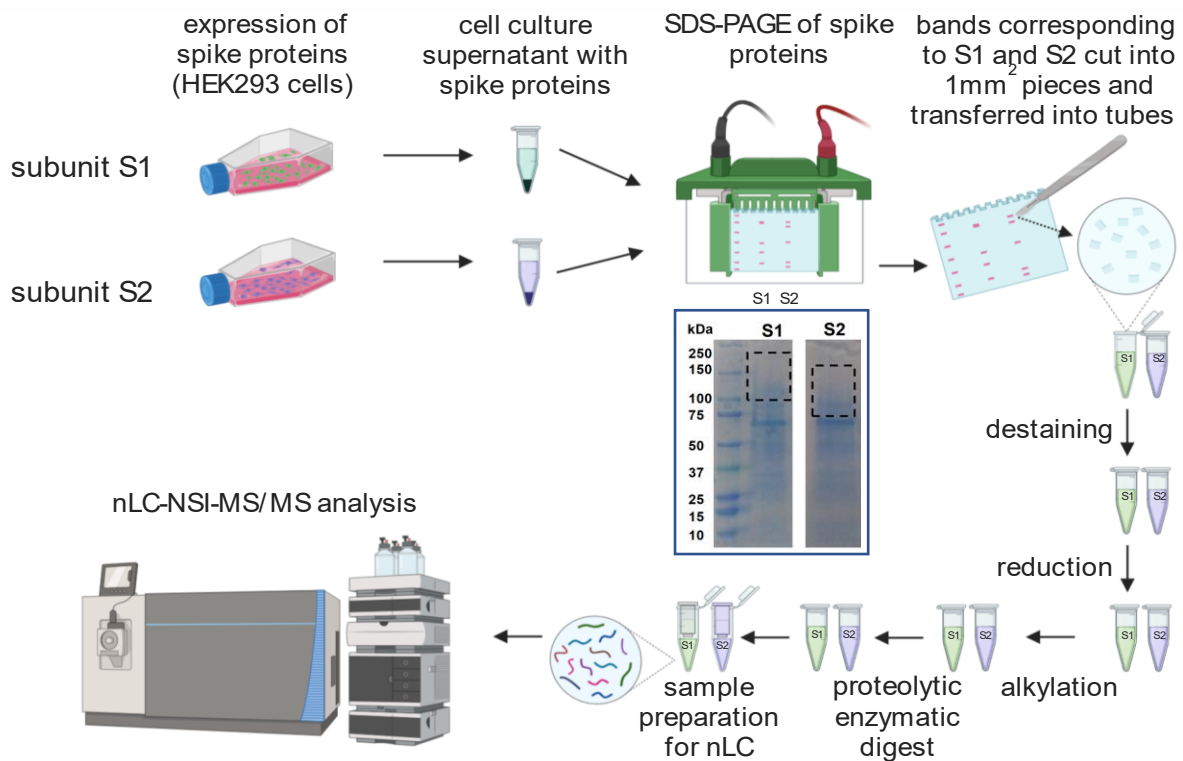 expression of
spike proteins
(HEK293 cells)
cell culture
supernatant with
spike proteins
SDS-PAGE of spike
proteins
bands corresponding
to S1 and S2 cut into
1mm² pieces and
transferred into tubes
subunit S1
subunit S2
S1 S2
kDa
S1
S2
250
150
100
75
50
37
25
15
10
S1
S2
destaining
S1
S2
reduction
S1
S2
alkylation
S1
S2
proteolytic
enzymatic
digest
S1
S2
sample
preparation
for nLC
S1
S2
nLC-NSI-MS/ MS analysis